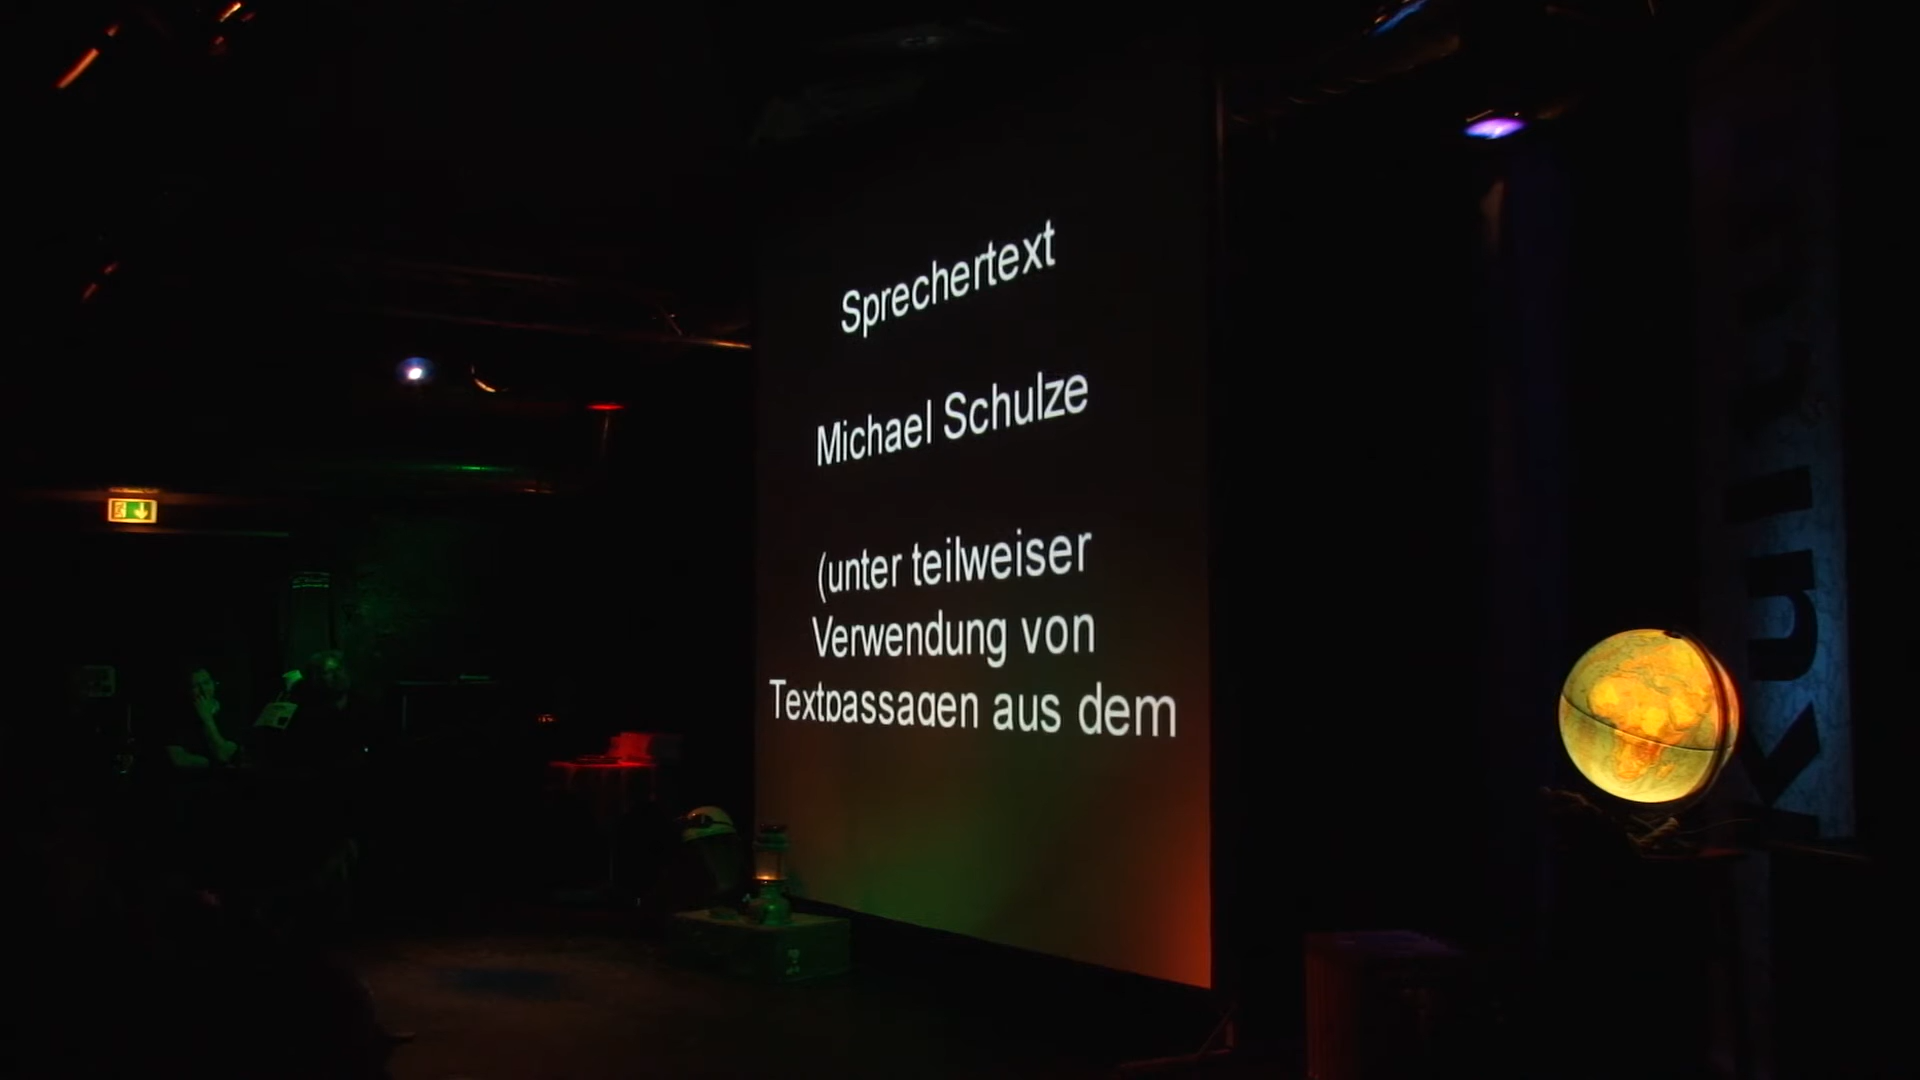 Sprechertext
Michael Schulze
(unter teilweiser
Verwendung von
Textpassagen aus dem